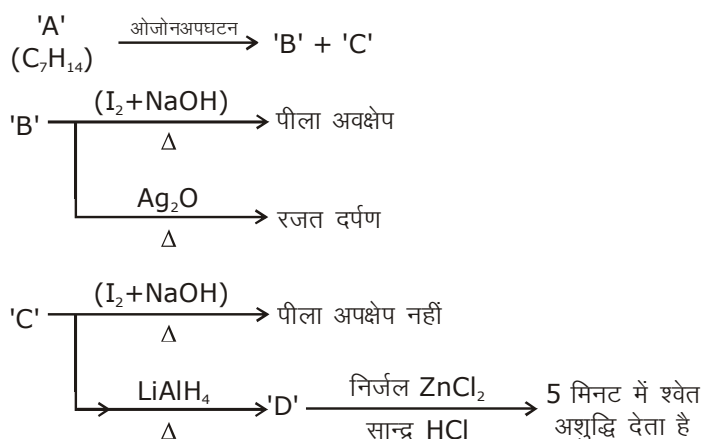 'A' ओजोनअपघटन 'B' + 'C'
(C₇H₁₄)
(I₂+NaOH)
'B' पीला अवक्षेप
Δ
Ag₂O
रजत दर्पण
Δ
(I₂+NaOH)
'C' पीला अपक्षेप नहीं
Δ
LiAlH₄ 'D' निर्जल ZnCl₂ 5 मिनट में श्वेत
Δ सान्द्र HCl अशुद्धि देता है